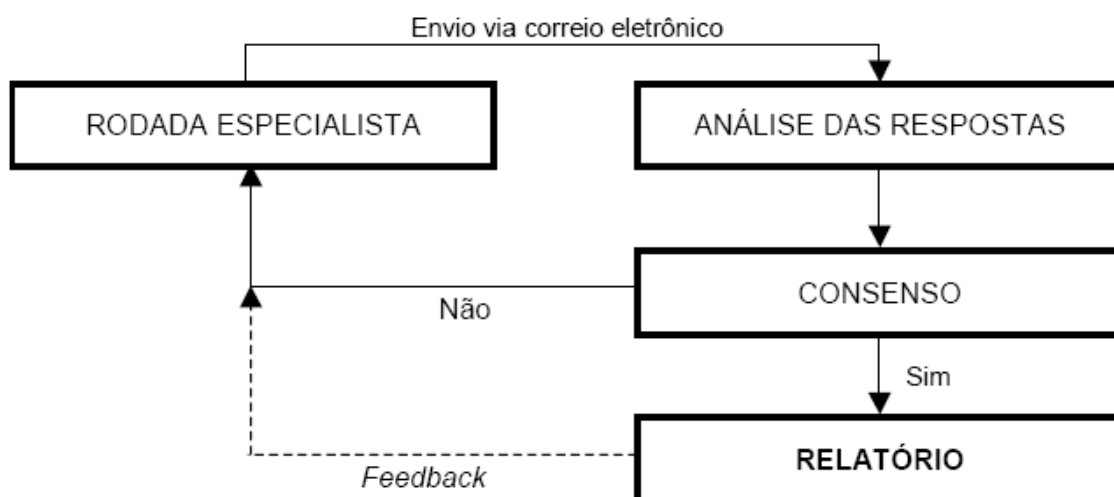 Envio via correio eletrônico
RODADA ESPECIALISTA
ANÁLISE DAS RESPOSTAS
CONSENSO
Não
Sim
RELATÓRIO
Feedback